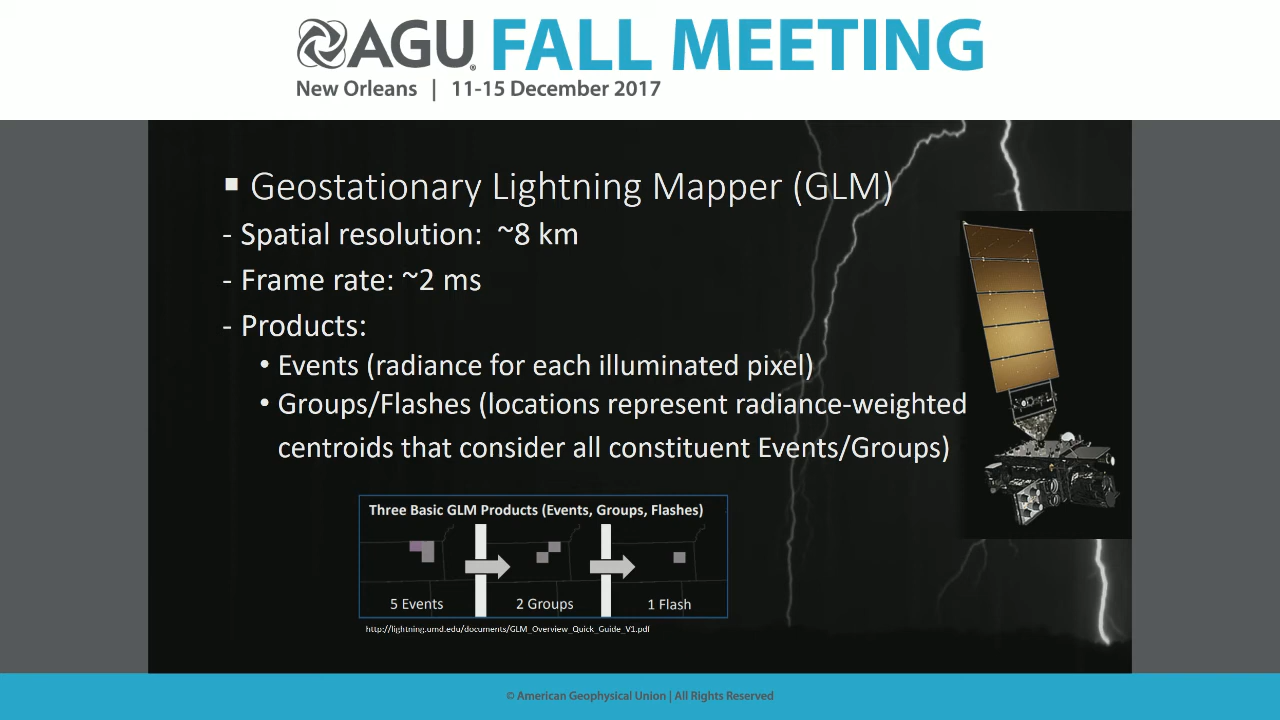 AGU FALL MEETING
New Orleans | 11-15 December 2017
▪ Geostationary Lightning Mapper (GLM)
- Spatial resolution: ~8 km
- Frame rate: ~2 ms
- Products:
• Events (radiance for each illuminated pixel)
• Groups/Flashes (locations represent radiance-weighted
centroids that consider all constituent Events/Groups)
Three Basic GLM Products (Events, Groups, Flashes)
5 Events
2 Groups
1 Flash
http://lightning.umd.edu/documents/GLM_Overview_Quick_Guide_V1.pdf
© American Geophysical Union | All Rights Reserved